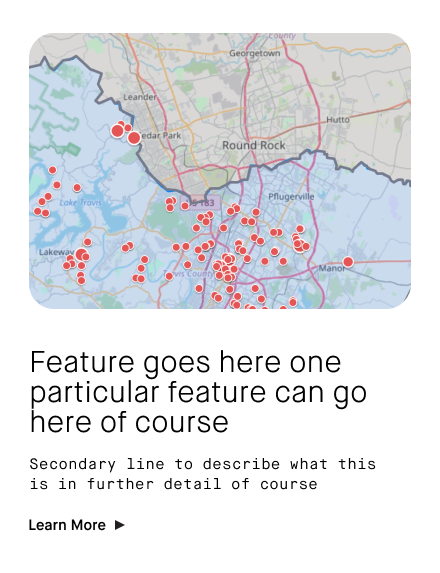 County
Georgetown
Leander
Hutto
edar Park
Round Rock
US 183
Pflugerville
Lake Travis
Lakeway
Manor
Travis County
Feature goes here one
particular feature can go
here of course
Secondary line to describe what this
is in further detail of course
Learn More ▶